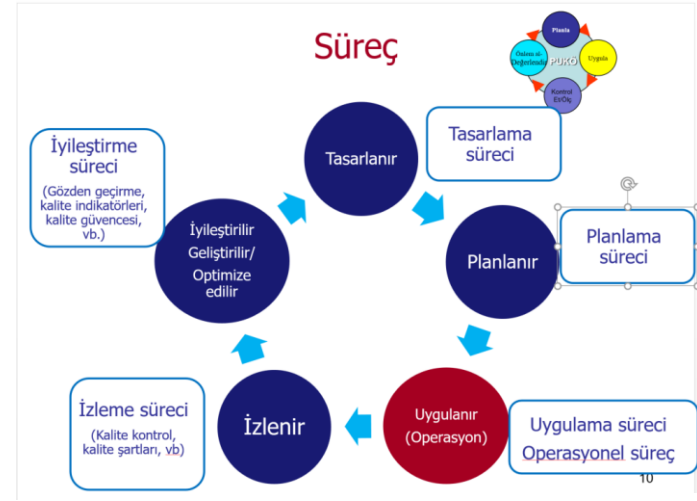 Süreç
Planla
Uygula
Kontrol
Et/Ölç
Önlem al-
Değerlendir
PUKÖ
Tasarlanır
Tasarlama
süreci
Planlanır
Planlama
süreci
Uygulanır
(Operasyon)
Uygulama süreci
Operasyonel süreç
İzlenir
İzleme süreci
(Kalite kontrol,
kalite şartları, vb)
İyileştirilir
Geliştirilir/
Optimize
edilir
İyileştirme
süreci
(Gözden geçirme,
kalite indikatörleri,
kalite güvencesi,
vb.)
10